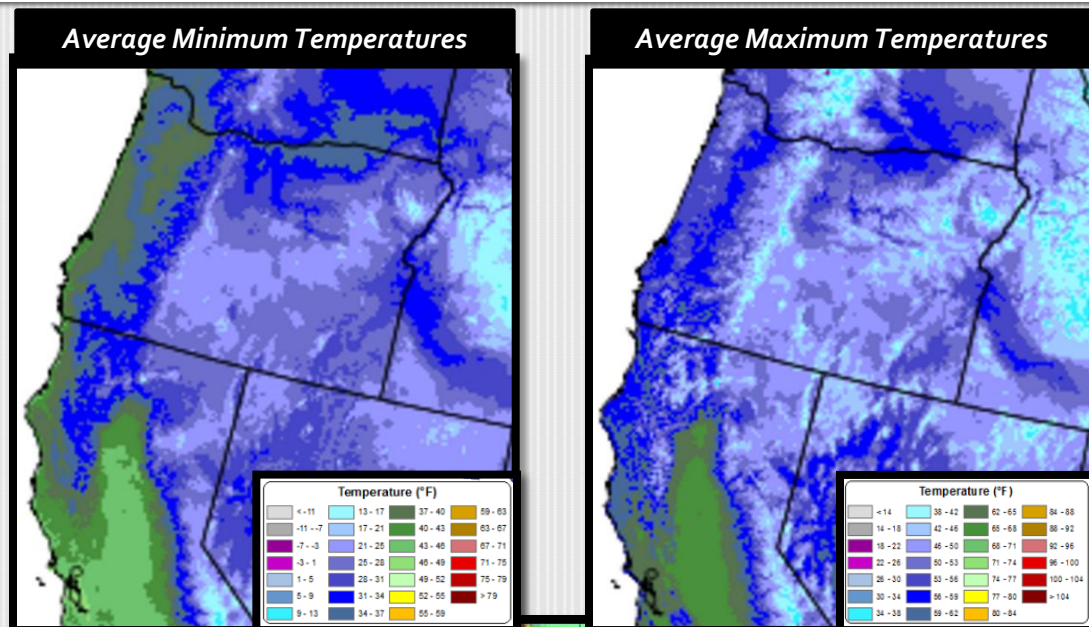 Average Minimum Temperatures
Temperature (°F)
< -11 13 - 17 37 - 40 59 - 63
-11 - -7 17 - 21 40 - 43 63 - 67
-7 - -3 21 - 25 43 - 46 67 - 71
-3 - 1 25 - 28 46 - 49 71 - 75
1 - 5 28 - 31 49 - 52 75 - 79
5 - 9 31 - 34 52 - 55 > 79
9 - 13 34 - 37 55 - 59
Average Maximum Temperatures
Temperature (°F)
< 14 38 - 42 62 - 65 84 - 88
14 - 18 42 - 46 65 - 68 88 - 92
18 - 22 46 - 50 68 - 71 92 - 96
22 - 26 50 - 53 71 - 74 96 - 100
26 - 30 53 - 56 74 - 77 100 - 104
30 - 34 56 - 59 77 - 80 > 104
34 - 38 59 - 62 80 - 84